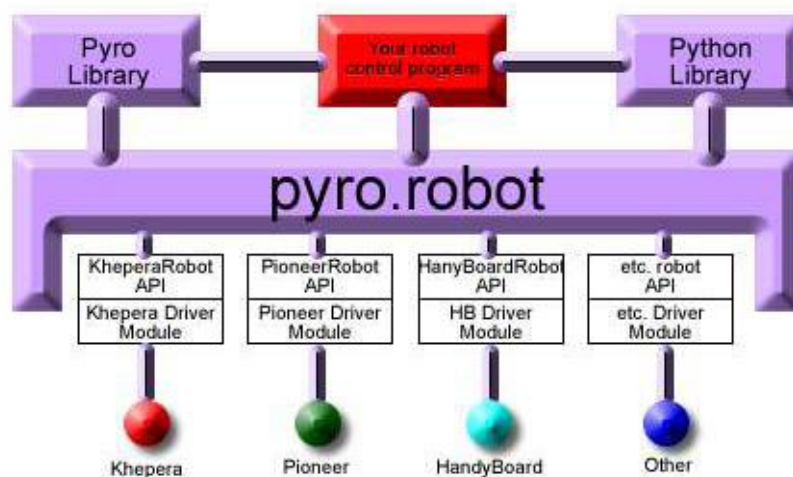 Pyro
Library
Your robot
control program
Python
Library
pyro.robot
KheperaRobot
API
Khepera Driver
Module
PioneerRobot
API
Pioneer Driver
Module
HanyBoardRobot
API
HB Driver
Module
etc. robot
API
etc. Driver
Module
Khepera
Pioneer
HandyBoard
Other